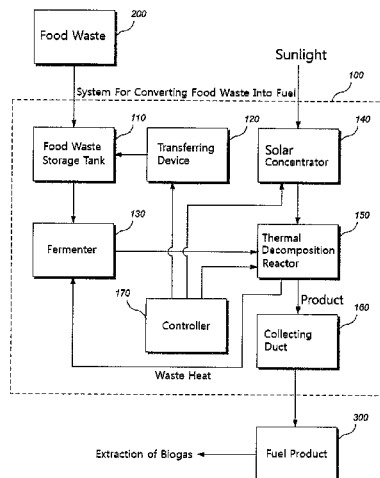 200
Food Waste
Sunlight
System For Converting Food Waste Into Fuel
100
110
120
140
Food Waste
Storage Tank
Transferring
Device
Solar
Concentrator
130
150
Fermenter
Thermal
Decomposition
Reactor
170
Controller
Product
160
Collecting
Duct
Waste Heat
300
Extraction of Biogas
Fuel Product